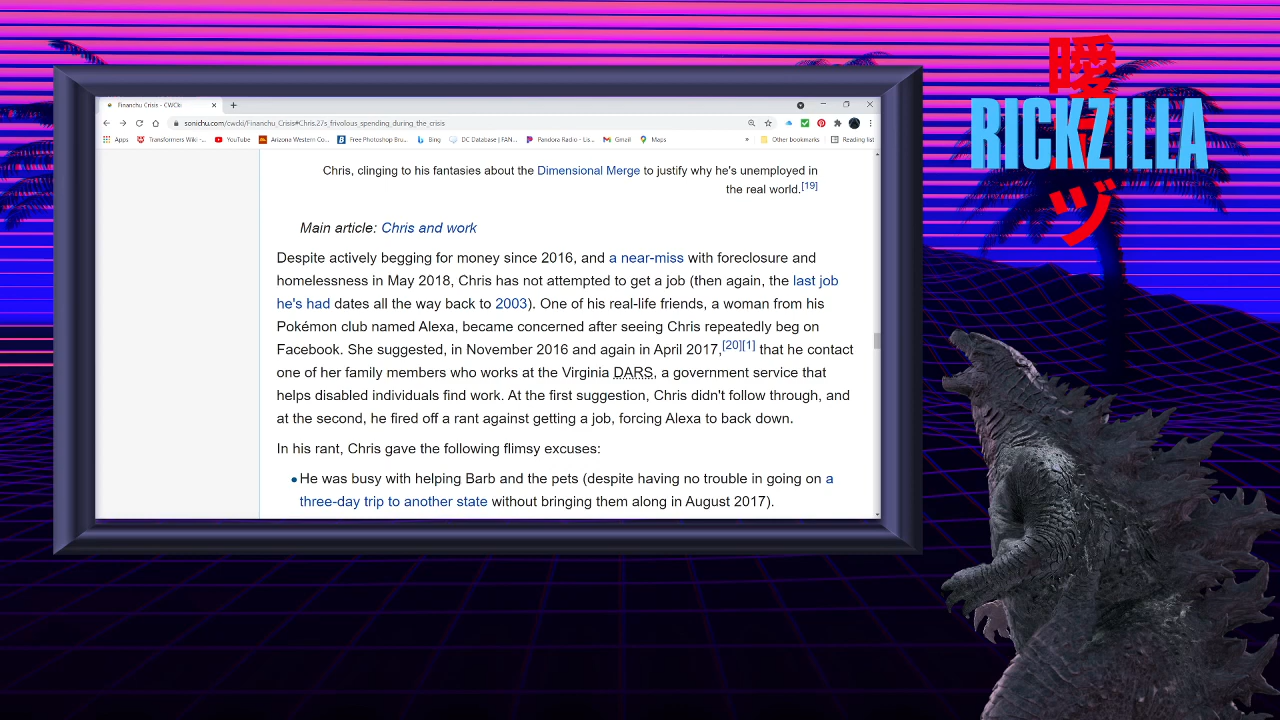 Financhu Crisis - CWCki
sonichu.com/cwcki/Financhu_Crisis#Chris.27s_frivolous_spending_during_the_crisis
Apps Transformers Wiki -... YouTube Arizona Western Co... Free Photoshop Bru... Bing DC Database | FAN... Pandora Radio - Lis... Gmail Maps » Other bookmarks Reading list
Chris, clinging to his fantasies about the Dimensional Merge to justify why he's unemployed in
the real world.[19]
Main article: Chris and work
Despite actively begging for money since 2016, and a near-miss with foreclosure and
homelessness in May 2018, Chris has not attempted to get a job (then again, the last job
he's had dates all the way back to 2003). One of his real-life friends, a woman from his
Pokémon club named Alexa, became concerned after seeing Chris repeatedly beg on
Facebook. She suggested, in November 2016 and again in April 2017,[20][1] that he contact
one of her family members who works at the Virginia DARS, a government service that
helps disabled individuals find work. At the first suggestion, Chris didn't follow through, and
at the second, he fired off a rant against getting a job, forcing Alexa to back down.
In his rant, Chris gave the following flimsy excuses:
• He was busy with helping Barb and the pets (despite having no trouble in going on a
three-day trip to another state without bringing them along in August 2017).
RICKZILLA